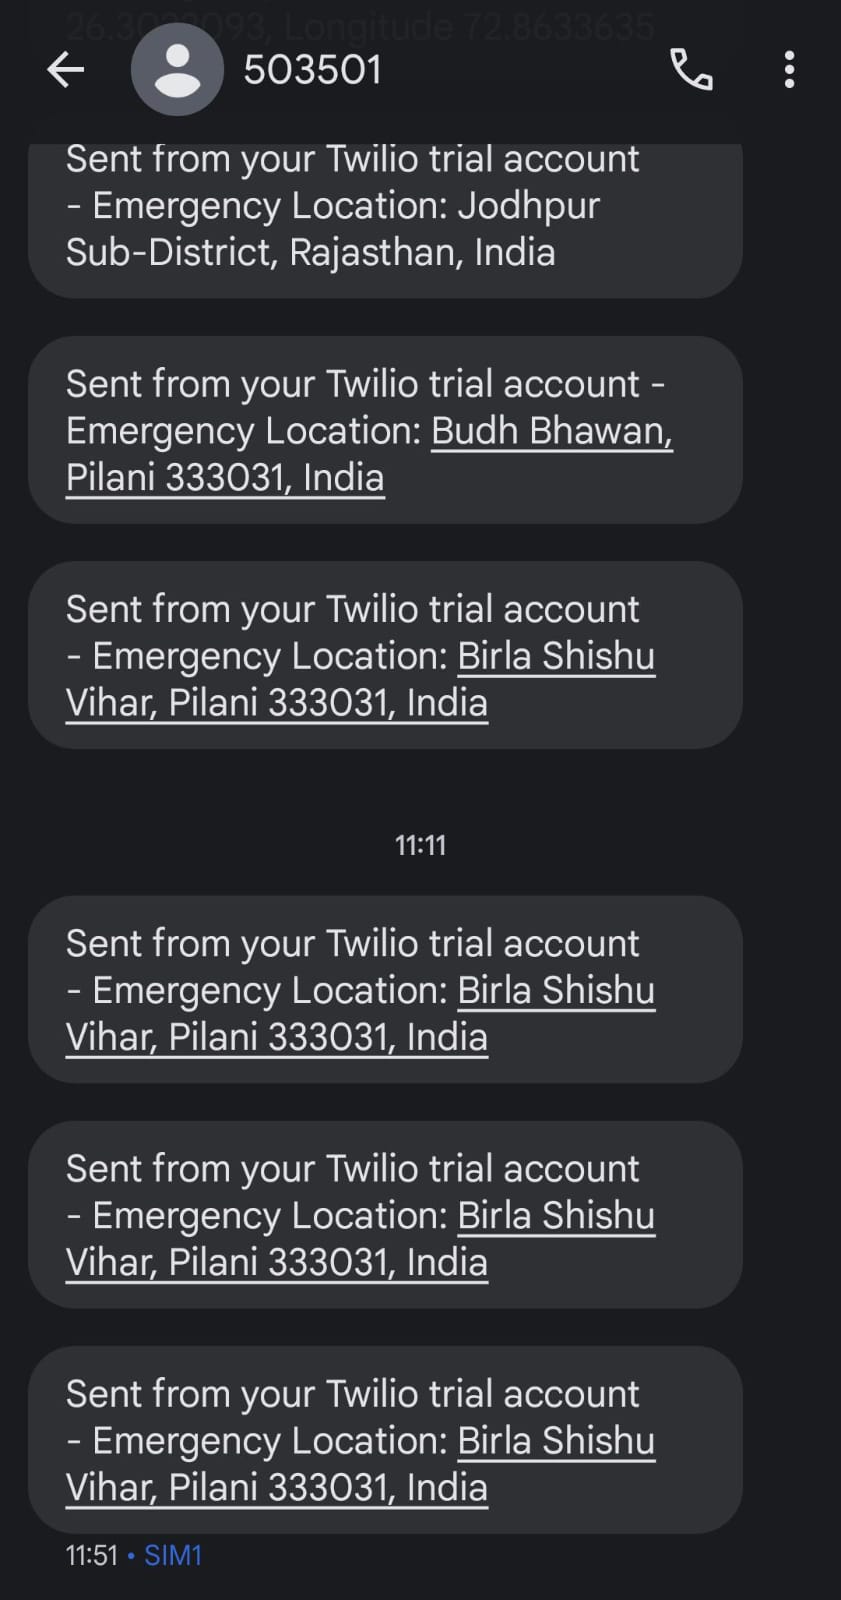 Longitude 72.8633635
503501
Sent from your Twilio trial account
- Emergency Location: Jodhpur
Sub-District, Rajasthan, India
Sent from your Twilio trial account -
Emergency Location: Budh Bhawan,
Pilani 333031, India
Sent from your Twilio trial account
- Emergency Location: Birla Shishu
Vihar, Pilani 333031, India
11:11
Sent from your Twilio trial account
- Emergency Location: Birla Shishu
Vihar, Pilani 333031, India
Sent from your Twilio trial account
- Emergency Location: Birla Shishu
Vihar, Pilani 333031, India
Sent from your Twilio trial account
- Emergency Location: Birla Shishu
Vihar, Pilani 333031, India
11:51 • SIM1